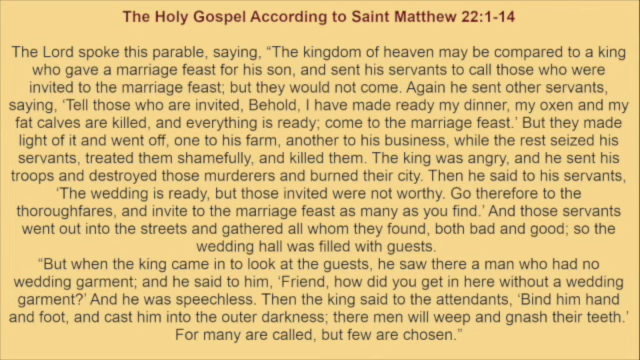 The Holy Gospel According to Saint Matthew 22:1-14
The Lord spoke this parable, saying, “The kingdom of heaven may be compared to a king
who gave a marriage feast for his son, and sent his servants to call those who were
invited to the marriage feast; but they would not come. Again he sent other servants,
saying, ‘Tell those who are invited, Behold, I have made ready my dinner, my oxen and my
fat calves are killed, and everything is ready; come to the marriage feast.’ But they made
light of it and went off, one to his farm, another to his business, while the rest seized his
servants, treated them shamefully, and killed them. The king was angry, and he sent his
troops and destroyed those murderers and burned their city. Then he said to his servants,
‘The wedding is ready, but those invited were not worthy. Go therefore to the
thoroughfares, and invite to the marriage feast as many as you find.’ And those servants
went out into the streets and gathered all whom they found, both bad and good; so the
wedding hall was filled with guests.
“But when the king came in to look at the guests, he saw there a man who had no
wedding garment; and he said to him, ‘Friend, how did you get in here without a wedding
garment?’ And he was speechless. Then the king said to the attendants, ‘Bind him hand
and foot, and cast him into the outer darkness; there men will weep and gnash their teeth.’
For many are called, but few are chosen.”